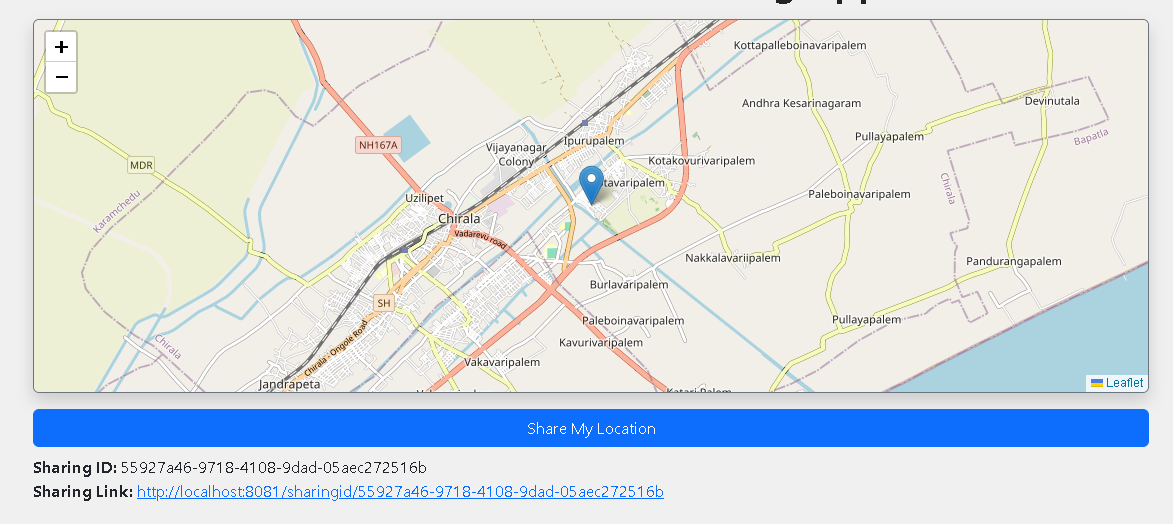 +
−
Kottapalleboinavaripalem
Andhra Kesarinagaram
Devinutala
Pullayapalem
Bapatla
NH167A
Vijayanagar
Colony
Ipurupalem
Kotakovurivaripalem
MDR
tavaripalem
Chirala
Paleboinavaripalem
Karamchedu
Uzilipet
Chirala
Vadarevu road
Nakkalavariipalem
Pandurangapalem
Burlavaripalem
SH
Paleboinavaripalem
Pullayapalem
Chirala
Chirala - Ongole Road
Kavurivaripalem
Vakavaripalem
Jandrapeta
Leaflet
Share My Location
Sharing ID: 55927a46-9718-4108-9dad-05aec272516b
Sharing Link: http://localhost:8081/sharingid/55927a46-9718-4108-9dad-05aec272516b